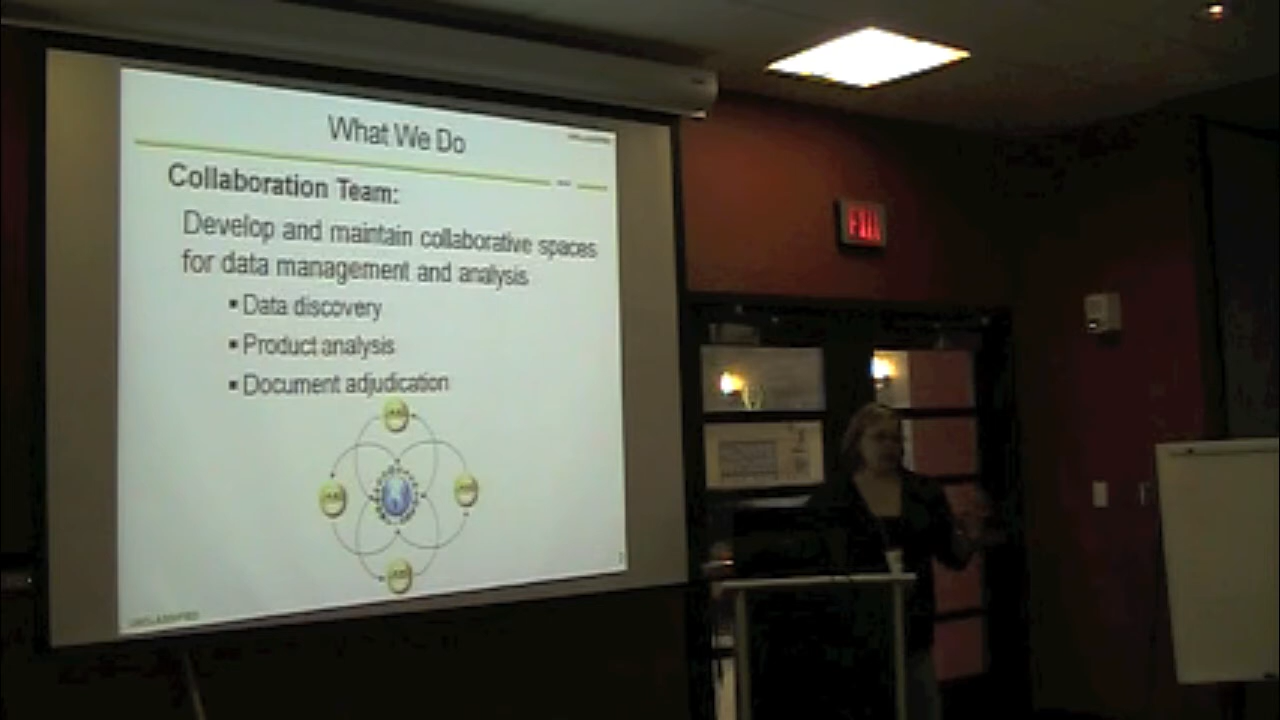 What We Do
Collaboration Team:
Develop and maintain collaborative spaces
for data management and analysis
▪ Data discovery
▪ Product analysis
▪ Document adjudication
UNCLASSIFIED
EXIT